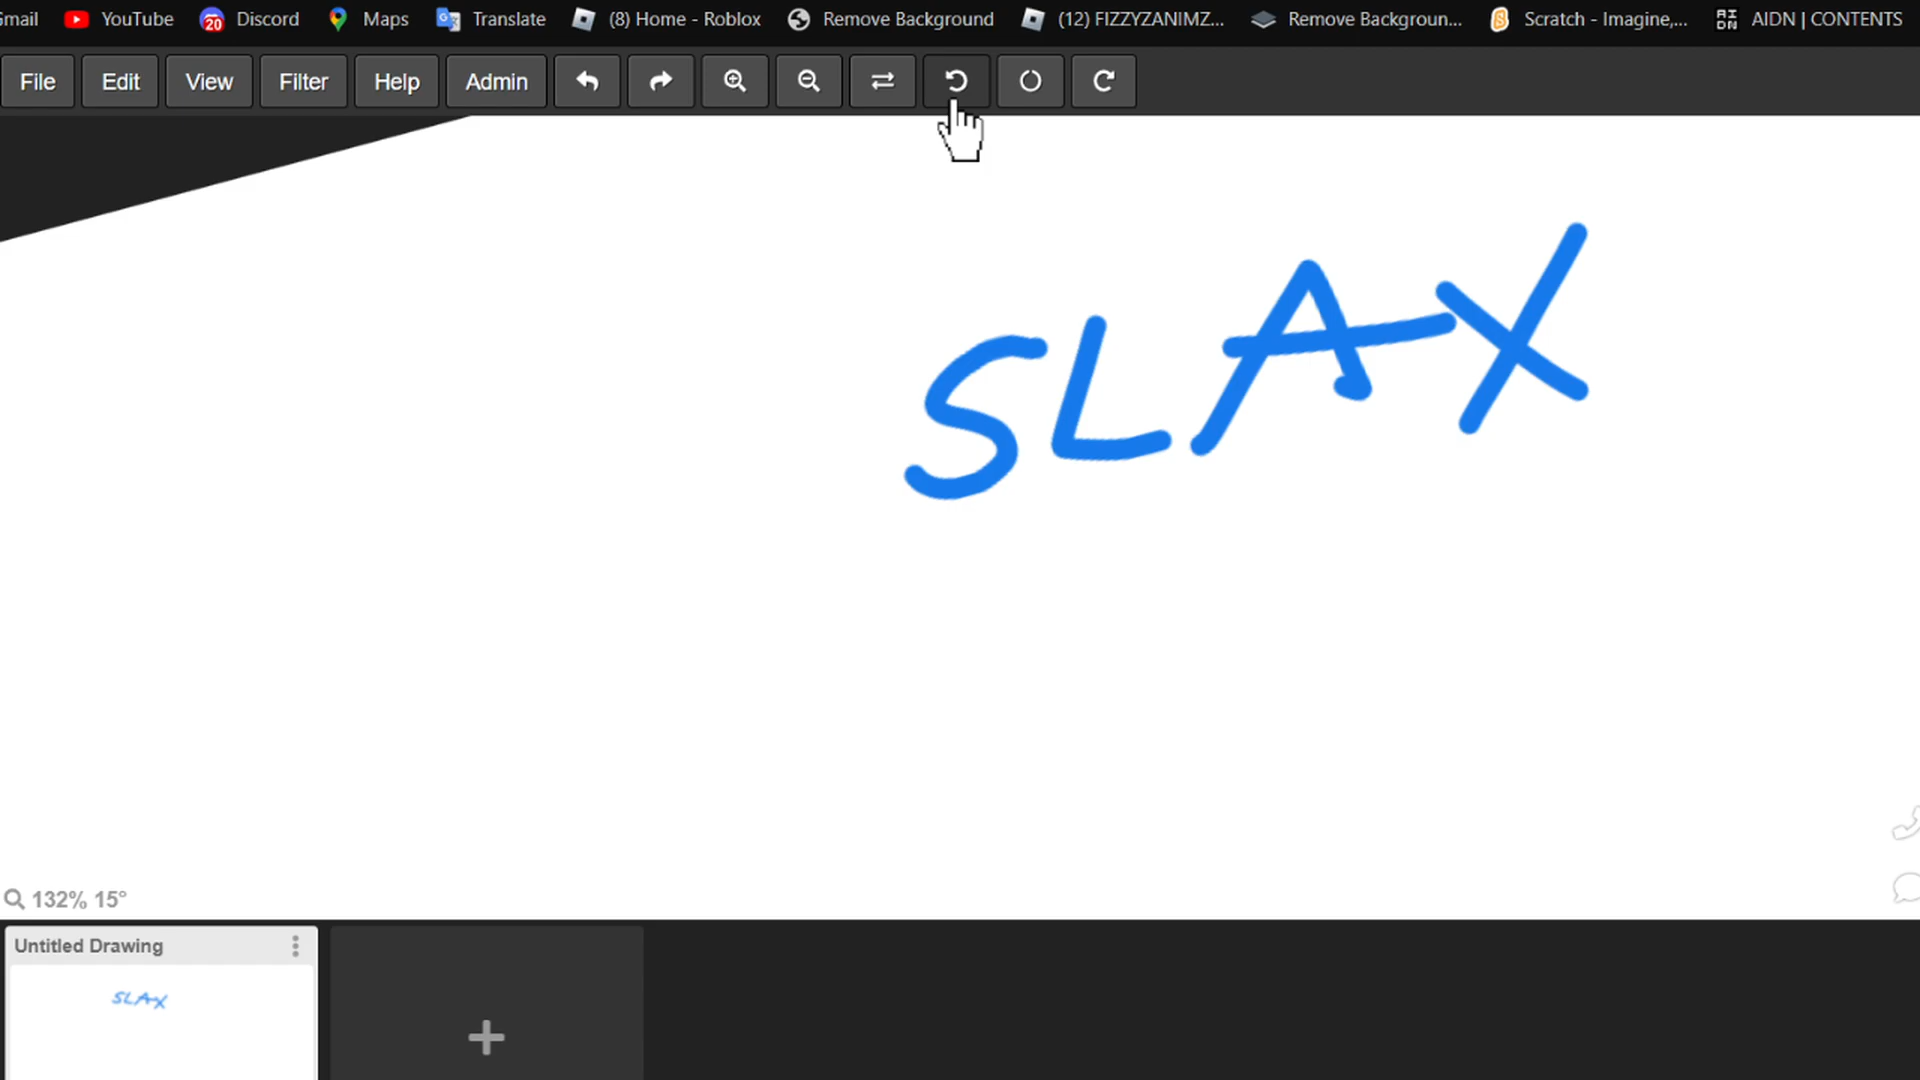 Gmail YouTube 20 Discord Maps Translate (8) Home - Roblox Remove Background (12) FIZZYZANIMZ... Remove Backgroun... Scratch - Imagine,... AIDN | CONTENTS
File Edit View Filter Help Admin
SLAX
132% 15°
Untitled Drawing
SLAX